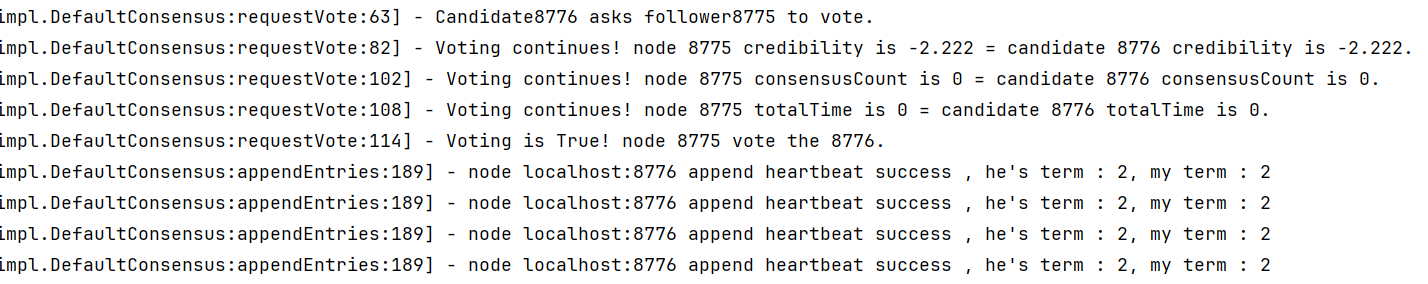 impl.DefaultConsensus:requestVote:63] - Candidate8776 asks follower8775 to vote.
impl.DefaultConsensus:requestVote:82] - Voting continues! node 8775 credibility is -2.222 = candidate 8776 credibility is -2.222.
impl.DefaultConsensus:requestVote:102] - Voting continues! node 8775 consensusCount is 0 = candidate 8776 consensusCount is 0.
impl.DefaultConsensus:requestVote:108] - Voting continues! node 8775 totalTime is 0 = candidate 8776 totalTime is 0.
impl.DefaultConsensus:requestVote:114] - Voting is True! node 8775 vote the 8776.
impl.DefaultConsensus:appendEntries:189] - node localhost:8776 append heartbeat success , he's term : 2, my term : 2
impl.DefaultConsensus:appendEntries:189] - node localhost:8776 append heartbeat success , he's term : 2, my term : 2
impl.DefaultConsensus:appendEntries:189] - node localhost:8776 append heartbeat success , he's term : 2, my term : 2
impl.DefaultConsensus:appendEntries:189] - node localhost:8776 append heartbeat success , he's term : 2, my term : 2